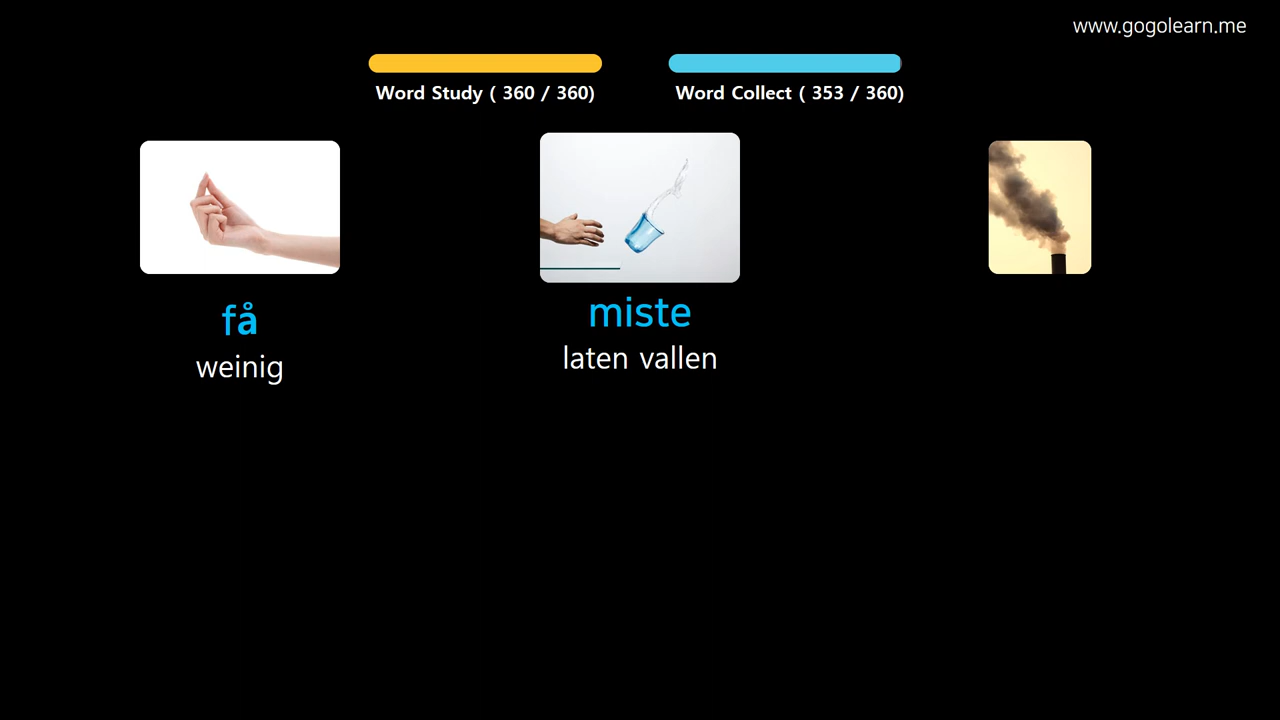 www.gogolearn.me
Word Study ( 360 / 360)
Word Collect ( 353 / 360)
få
weinig
miste
laten vallen